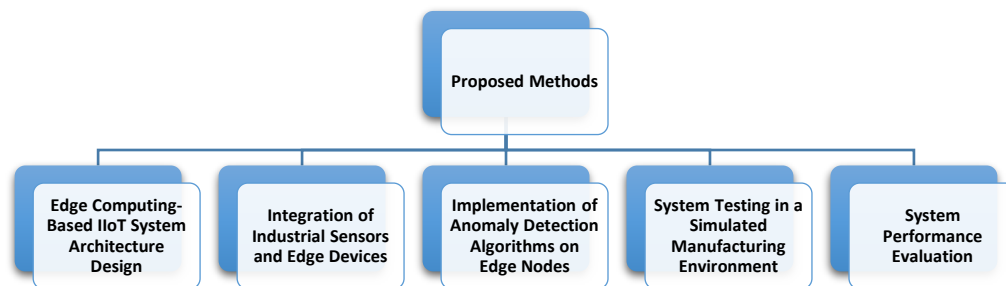 Proposed Methods
Edge Computing-
Based IIoT System
Architecture
Design
Integration of
Industrial Sensors
and Edge Devices
Implementation of
Anomaly Detection
Algorithms on
Edge Nodes
System Testing in a
Simulated
Manufacturing
Environment
System
Performance
Evaluation